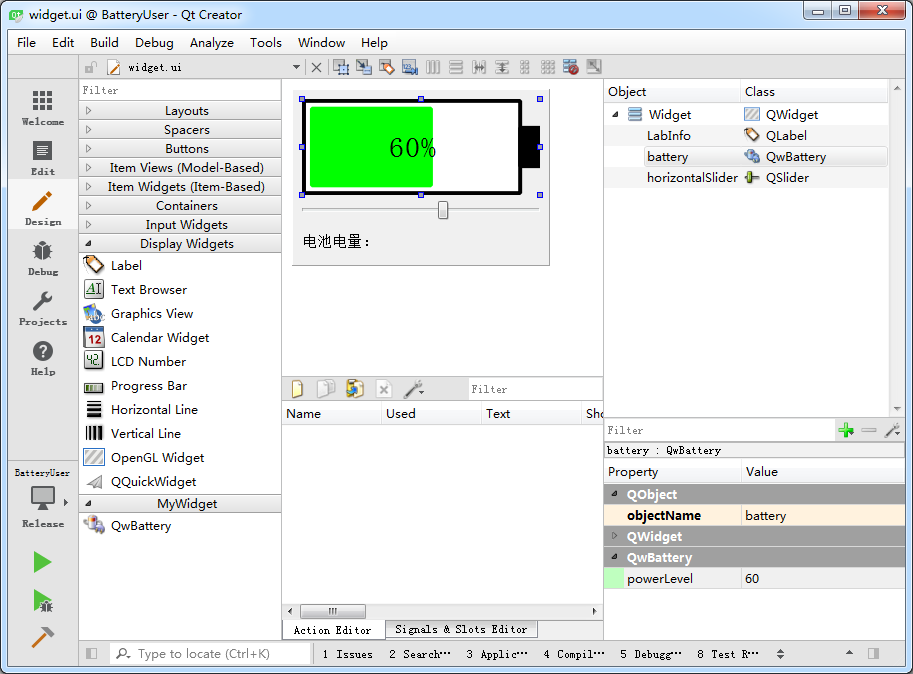 widget.ui @ BatteryUser - Qt Creator
File Edit Build Debug Analyze Tools Window Help
widget.ui
Welcome
Edit
Design
Debug
Projects
Help
BatteryUser
Release
Filter
Layouts
Spacers
Buttons
Item Views (Model-Based)
Item Widgets (Item-Based)
Containers
Input Widgets
Display Widgets
Label
Text Browser
Graphics View
Calendar Widget
LCD Number
Progress Bar
Horizontal Line
Vertical Line
OpenGL Widget
QQuickWidget
MyWidget
QwBattery
60%
电池电量：
Filter
Name Used Text Sho
Action Editor Signals & Slots Editor
Object Class
Widget QWidget
LabInfo QLabel
battery QwBattery
horizontalSlider QSlider
Filter
battery : QwBattery
Property Value
QObject
objectName battery
QWidget
QwBattery
powerLevel 60
Type to locate (Ctrl+K) 1 Issues 2 Search… 3 Applic… 4 Compil… 5 Debugg… 8 Test R…